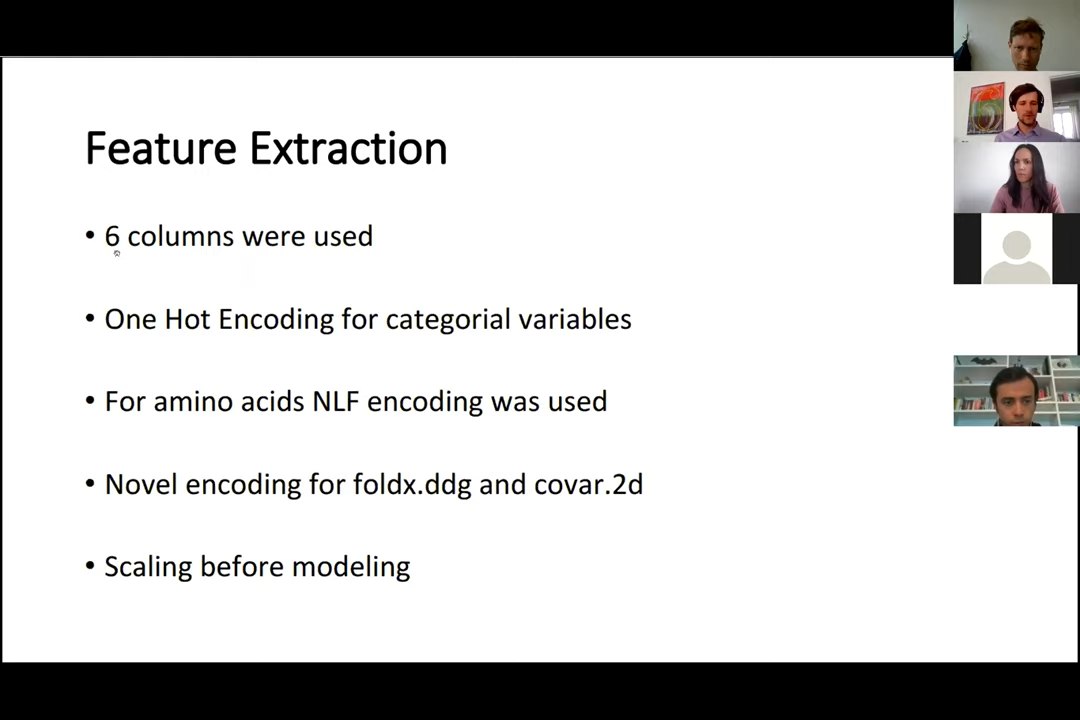 Feature Extraction
• 6 columns were used
• One Hot Encoding for categorial variables
• For amino acids NLF encoding was used
• Novel encoding for foldx.ddg and covar.2d
• Scaling before modeling